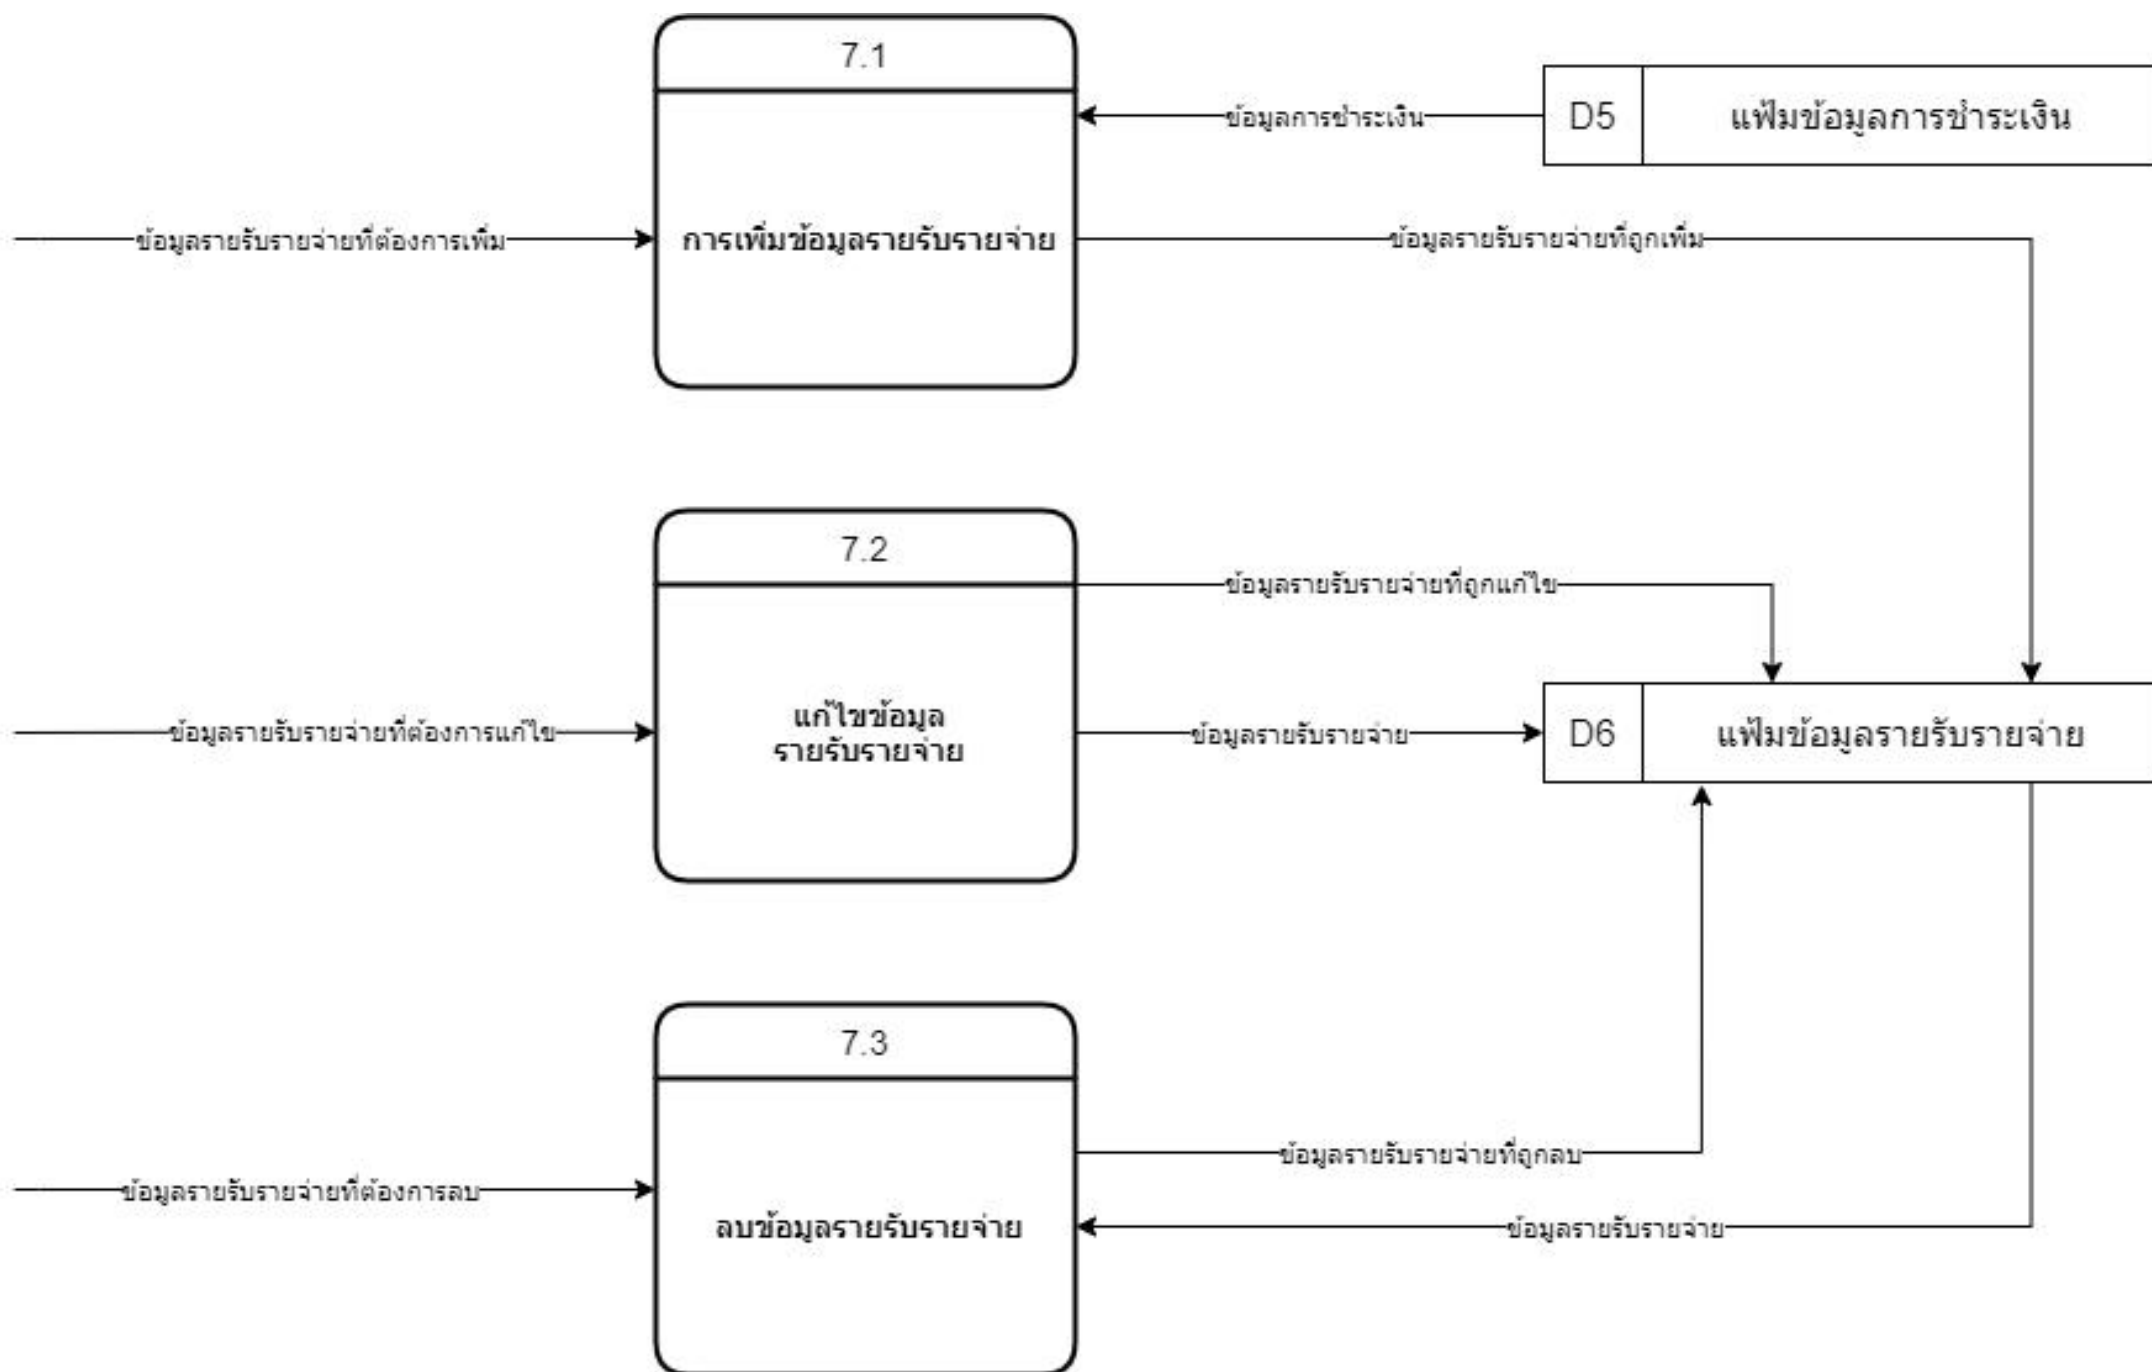 7.1
ข้อมูลการชำระเงิน
D5
แฟ้มข้อมูลการชำระเงิน
ข้อมูลรายรับรายจ่ายที่ต้องการเพิ่ม
การเพิ่มข้อมูลรายรับรายจ่าย
ข้อมูลรายรับรายจ่ายที่ถูกเพิ่ม
7.2
ข้อมูลรายรับรายจ่ายที่ถูกแก้ไข
ข้อมูลรายรับรายจ่ายที่ต้องการแก้ไข
แก้ไขข้อมูล
รายรับรายจ่าย
ข้อมูลรายรับรายจ่าย
D6
แฟ้มข้อมูลรายรับรายจ่าย
7.3
ข้อมูลรายรับรายจ่ายที่ถูกลบ
ข้อมูลรายรับรายจ่ายที่ต้องการลบ
ลบข้อมูลรายรับรายจ่าย
ข้อมูลรายรับรายจ่าย